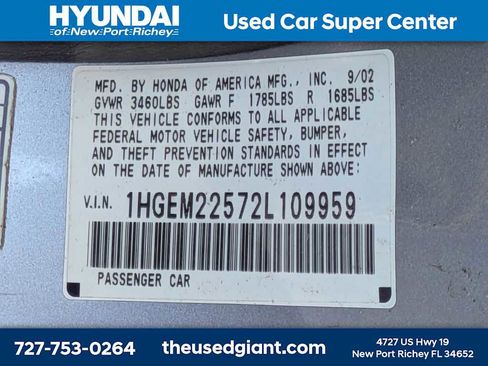 HYUNDAI
of New Port Richey
Used Car Super Center
MFD. BY HONDA OF AMERICA MFG., INC. 9/02
GVWR 3460LBS GAWR F 1785LBS R 1685LBS
THIS VEHICLE CONFORMS TO ALL APPLICABLE
FEDERAL MOTOR VEHICLE SAFETY, BUMPER,
AND THEFT PREVENTION STANDARDS IN EFFECT
ON THE DATE OF MANUFACTURE SHOWN ABOVE:
V.I.N. 1HGEM22572L109959
PASSENGER CAR
727-753-0264
theusedgiant.com
4727 US Hwy 19
New Port Richey FL 34652